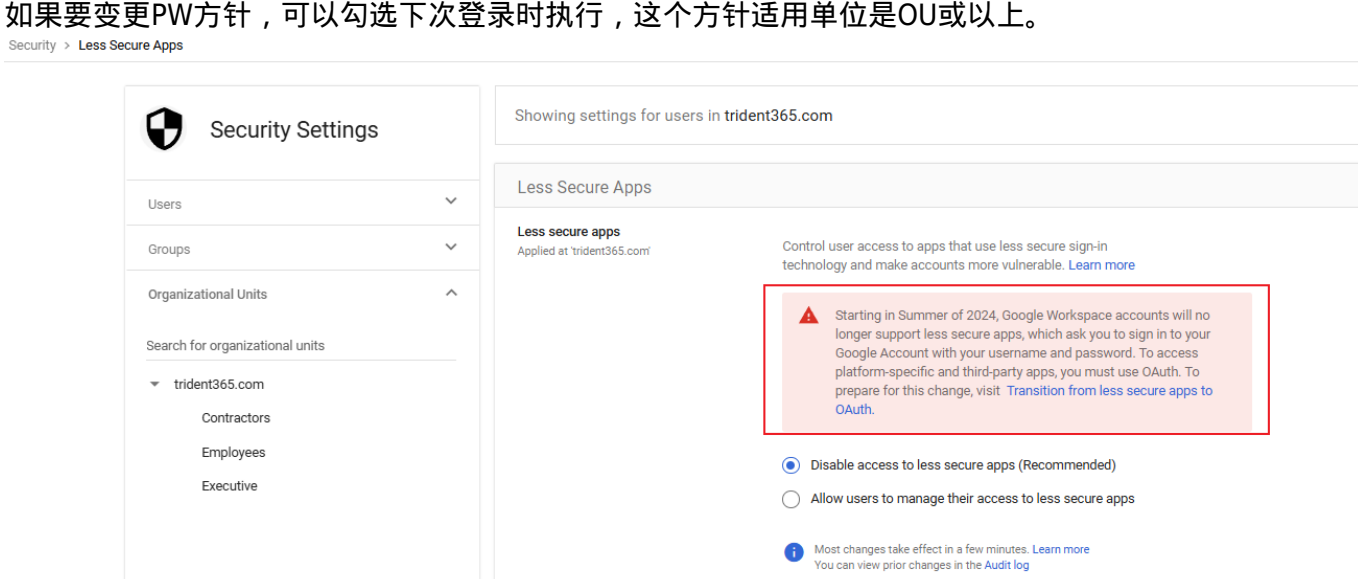 如果要变更PW方针，可以勾选下次登录时执行，这个方针适用单位是OU或以上。
Security > Less Secure Apps
Security Settings
Users
Groups
Organizational Units
Search for organizational units
trident365.com
Contractors
Employees
Executive
Showing settings for users in trident365.com
Less Secure Apps
Less secure apps
Applied at 'trident365.com'
Control user access to apps that use less secure sign-in
technology and make accounts more vulnerable. Learn more
Starting in Summer of 2024, Google Workspace accounts will no
longer support less secure apps, which ask you to sign in to your
Google Account with your username and password. To access
platform-specific and third-party apps, you must use OAuth. To
prepare for this change, visit Transition from less secure apps to
OAuth.
Disable access to less secure apps (Recommended)
Allow users to manage their access to less secure apps
Most changes take effect in a few minutes. Learn more
You can view prior changes in the Audit log